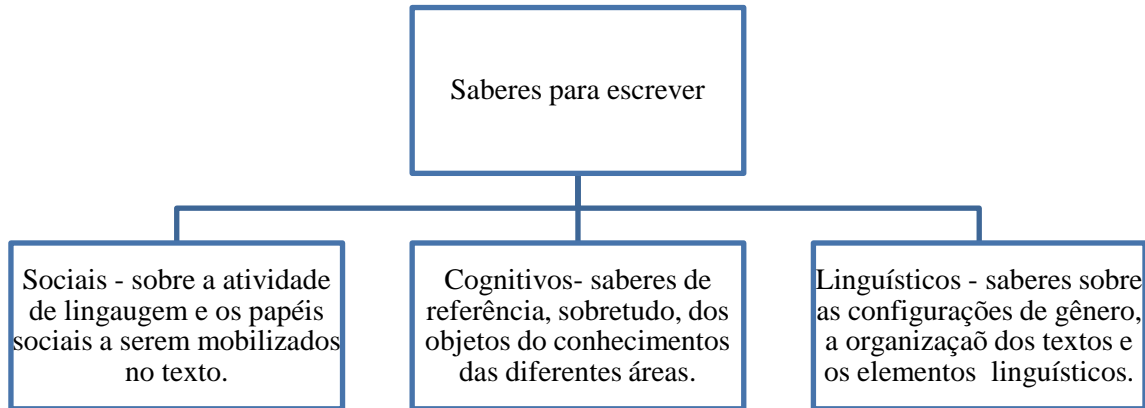 Saberes para escrever
Sociais - sobre a atividade
de lingaugem e os papéis
sociais a serem mobilizados
no texto.
Cognitivos- saberes de
referência, sobretudo, dos
objetos do conhecimentos
das diferentes áreas.
Linguísticos - saberes sobre
as configurações de gênero,
a organizaçaõ dos textos e
os elementos linguísticos.